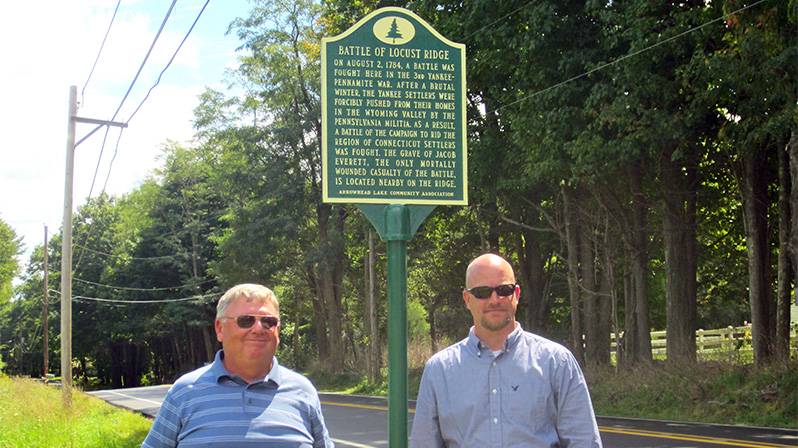 BATTLE OF LOCUST RIDGE
ON AUGUST 2, 1784, A BATTLE WAS
FOUGHT HERE IN THE 3RD YANKEE-
PENNAMITE WAR. AFTER A BRUTAL
WINTER, THE YANKEE SETTLERS WERE
FORCIBLY PUSHED FROM THEIR HOMES
IN THE WYOMING VALLEY BY THE
PENNSYLVANIA MILITIA. AS A RESULT,
A BATTLE OF THE CAMPAIGN TO RID THE
REGION OF CONNECTICUT SETTLERS
WAS FOUGHT. THE GRAVE OF JACOB
EVERETT, THE ONLY MORTALLY
WOUNDED CASUALTY OF THE BATTLE,
IS LOCATED NEARBY ON THE RIDGE.
ARROWHEAD LAKE COMMUNITY ASSOCIATION